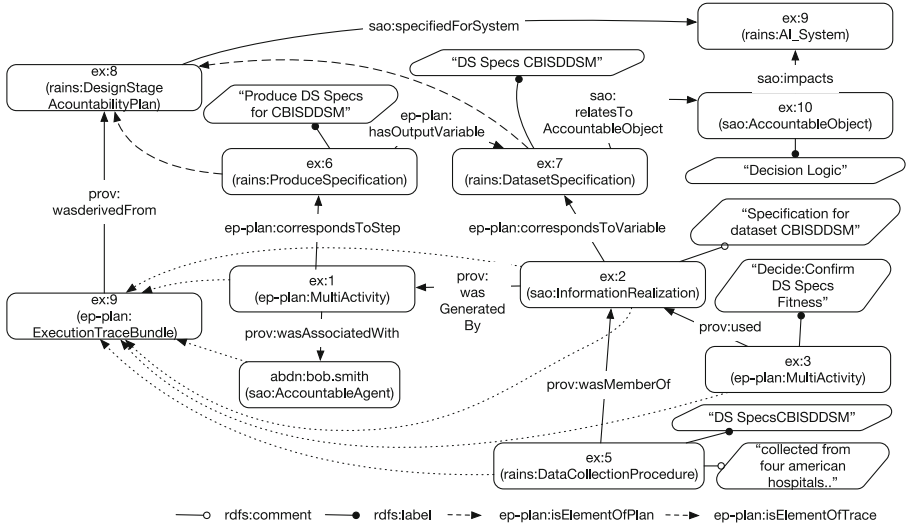 sao:specifiedForSystem
ex:9
(rains:AI_System)
ex:8
(rains:DesignStage
AcountabilityPlan)
"DS Specs CBISDDSM"
sao:impacts
"Produce DS Specs
for CBISDDSM"
ep-plan:
hasOutputVariable
sao:
relatesTo
AccountableObject
ex:10
(sao:AccountableObject)
ex:6
(rains:ProduceSpecification)
ex:7
(rains:DatasetSpecification)
"Decision Logic"
prov:
wasderivedFrom
ep-plan:correspondsToStep
ep-plan:correspondsToVariable
"Specification for
dataset CBISDDSM"
ex:9
(ep-plan:
ExecutionTraceBundle)
ex:1
(ep-plan:MultiActivity)
prov:
was
Generated
By
ex:2
(sao:InformationRealization)
"Decide:Confirm
DS Specs
Fitness"
prov:wasAssociatedWith
prov:used
abdn:bob.smith
(sao:AccountableAgent)
prov:wasMemberOf
ex:3
(ep-plan:MultiActivity)
"DS SpecsCBISDDSM"
ex:5
(rains:DataCollectionProcedure)
"collected from
four american
hospitals.."
rdfs:comment rdfs:label ep-plan:isElementOfPlan ep-plan:isElementOfTrace